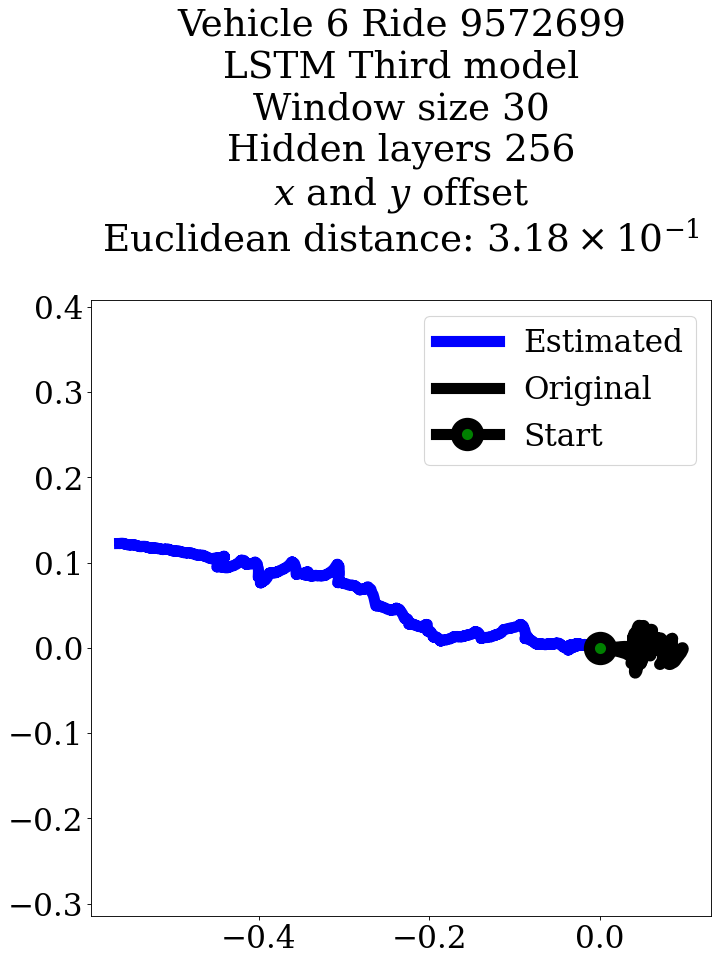 Vehicle 6 Ride 9572699
LSTM Third model
Window size 30
Hidden layers 256
x and y offset
Euclidean distance: 3.18 × 10⁻¹
0.4
Estimated
0.3
Original
0.2
Start
0.1
0.0
−0.1
−0.2
−0.3
−0.4 −0.2 0.0